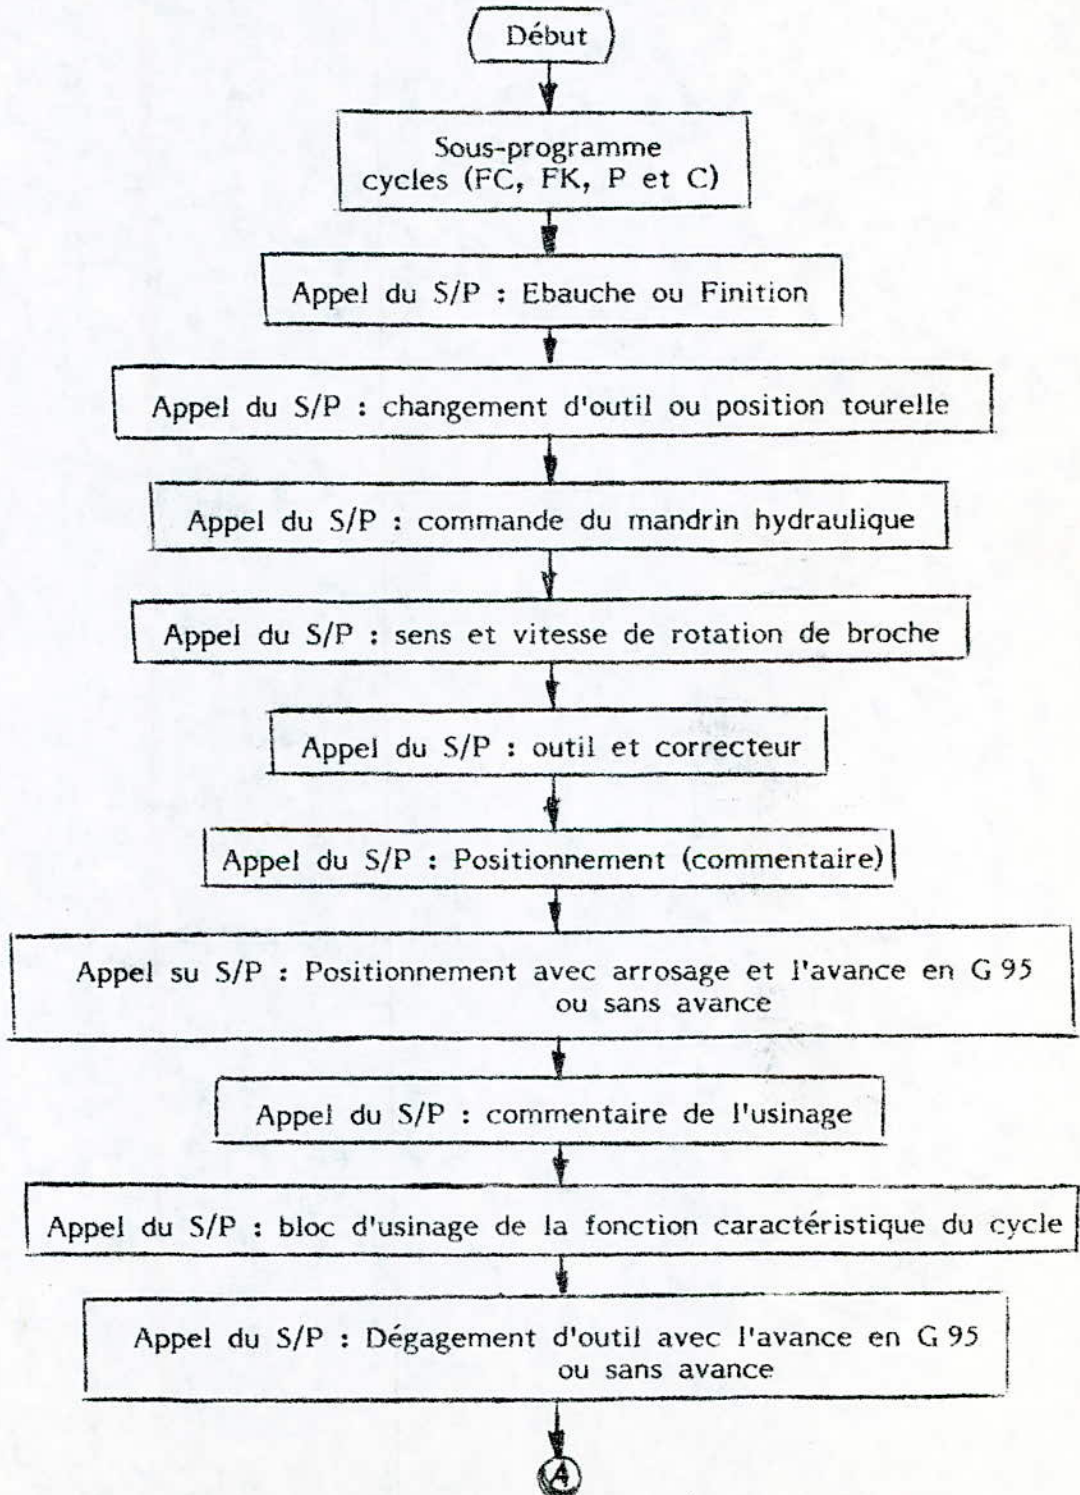 Début
Sous-programme
cycles (FC, FK, P et C)
Appel du S/P : Ebauche ou Finition
Appel du S/P : changement d'outil ou position tourelle
Appel du S/P : commande du mandrin hydraulique
Appel du S/P : sens et vitesse de rotation de broche
Appel du S/P : outil et correcteur
Appel du S/P : Positionnement (commentaire)
Appel su S/P : Positionnement avec arrosage et l'avance en G 95
ou sans avance
Appel du S/P : commentaire de l'usinage
Appel du S/P : bloc d'usinage de la fonction caractéristique du cycle
Appel du S/P : Dégagement d'outil avec l'avance en G 95
ou sans avance
A